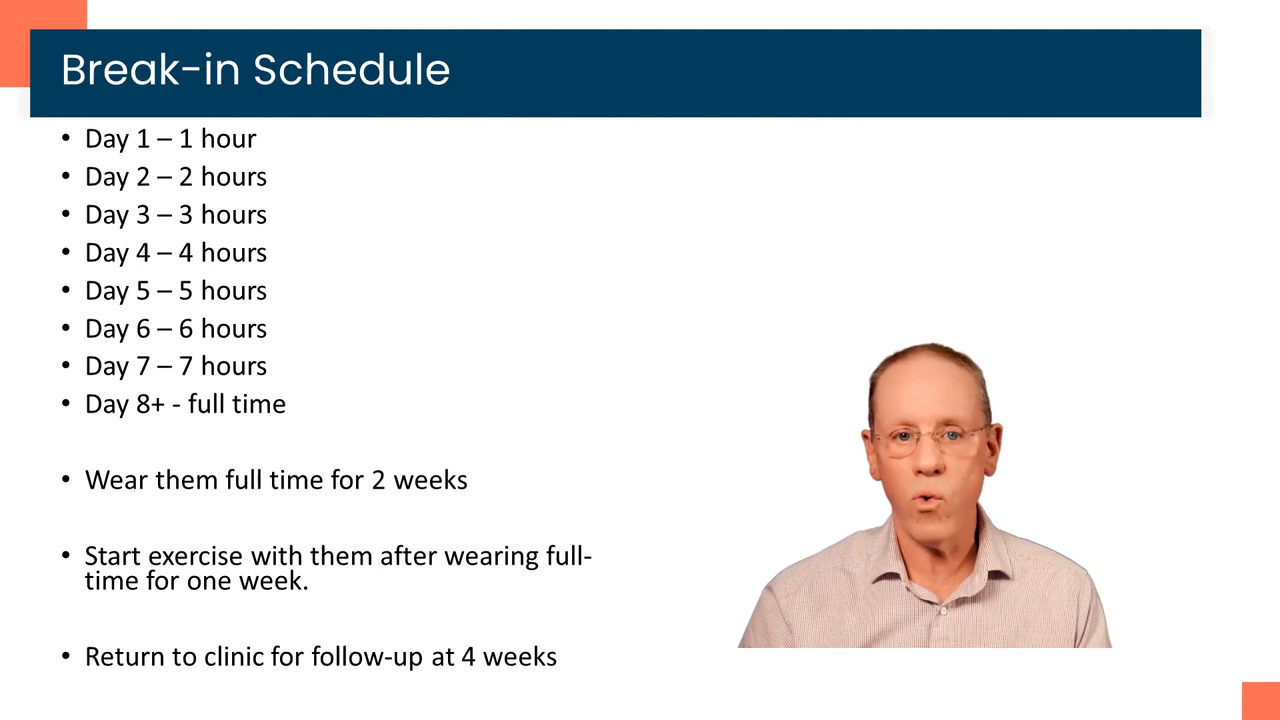 Break-in Schedule
• Day 1 – 1 hour
• Day 2 – 2 hours
• Day 3 – 3 hours
• Day 4 – 4 hours
• Day 5 – 5 hours
• Day 6 – 6 hours
• Day 7 – 7 hours
• Day 8+ - full time
• Wear them full time for 2 weeks
• Start exercise with them after wearing full-
time for one week.
• Return to clinic for follow-up at 4 weeks